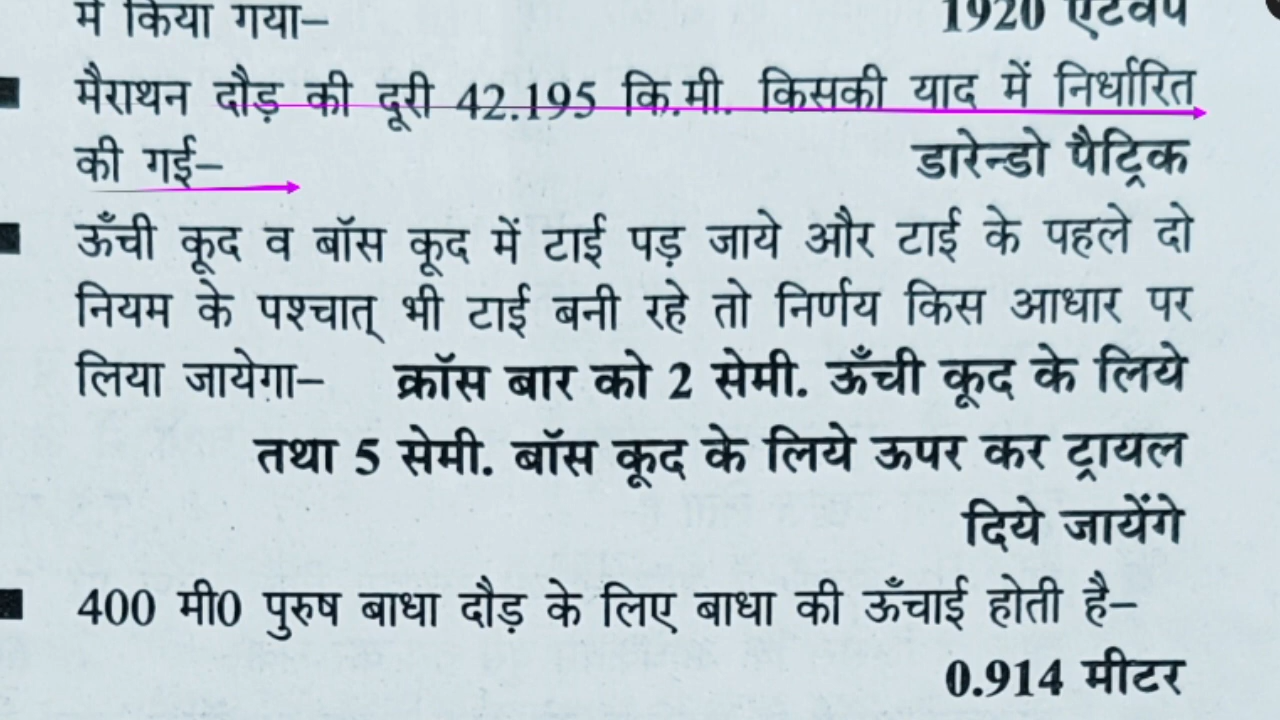 में किया गया– 1920 एंटवर्प
मैराथन दौड़ की दूरी 42.195 कि.मी. किसकी याद में निर्धारित
की गई– डारेन्डो पैट्रिक
ऊँची कूद व बॉस कूद में टाई पड़ जाये और टाई के पहले दो
नियम के पश्चात् भी टाई बनी रहे तो निर्णय किस आधार पर
लिया जायेग़ा– क्रॉस बार को 2 सेमी. ऊँची कूद के लिये
तथा 5 सेमी. बॉस कूद के लिये ऊपर कर ट्रायल
दिये जायेंगे
400 मी0 पुरुष बाधा दौड़ के लिए बाधा की ऊँचाई होती है–
0.914 मीटर